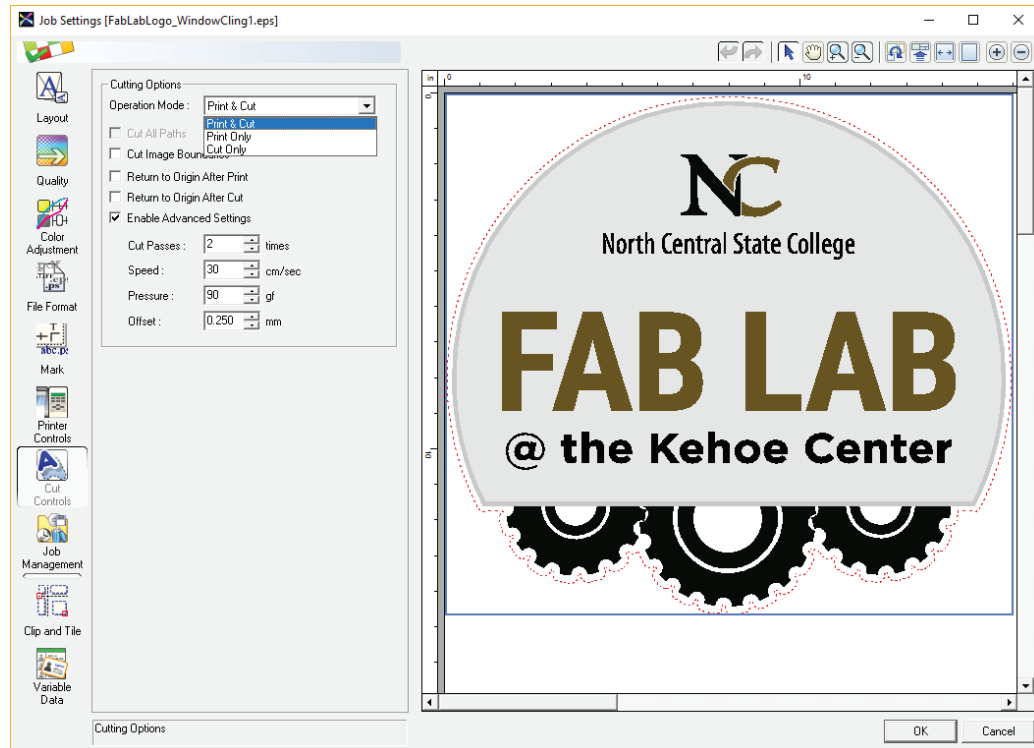 Job Settings [FabLabLogo_WindowCling1.eps]
Layout
Quality
Color
Adjustment
File Format
abc.ps
Mark
Printer
Controls
Cut
Controls
Job
Management
Clip and Tile
Variable
Data
Cutting Options
Operation Mode : Print & Cut
Print & Cut
Print Only
Cut Only
Cut All Paths
Cut Image Boundance
Return to Origin After Print
Return to Origin After Cut
Enable Advanced Settings
Cut Passes : 2 times
Speed : 30 cm/sec
Pressure : 90 gf
Offset : 0.250 mm
Cutting Options
in 0 10
0
10
NC
North Central State College
FAB LAB
@ the Kehoe Center
OK Cancel